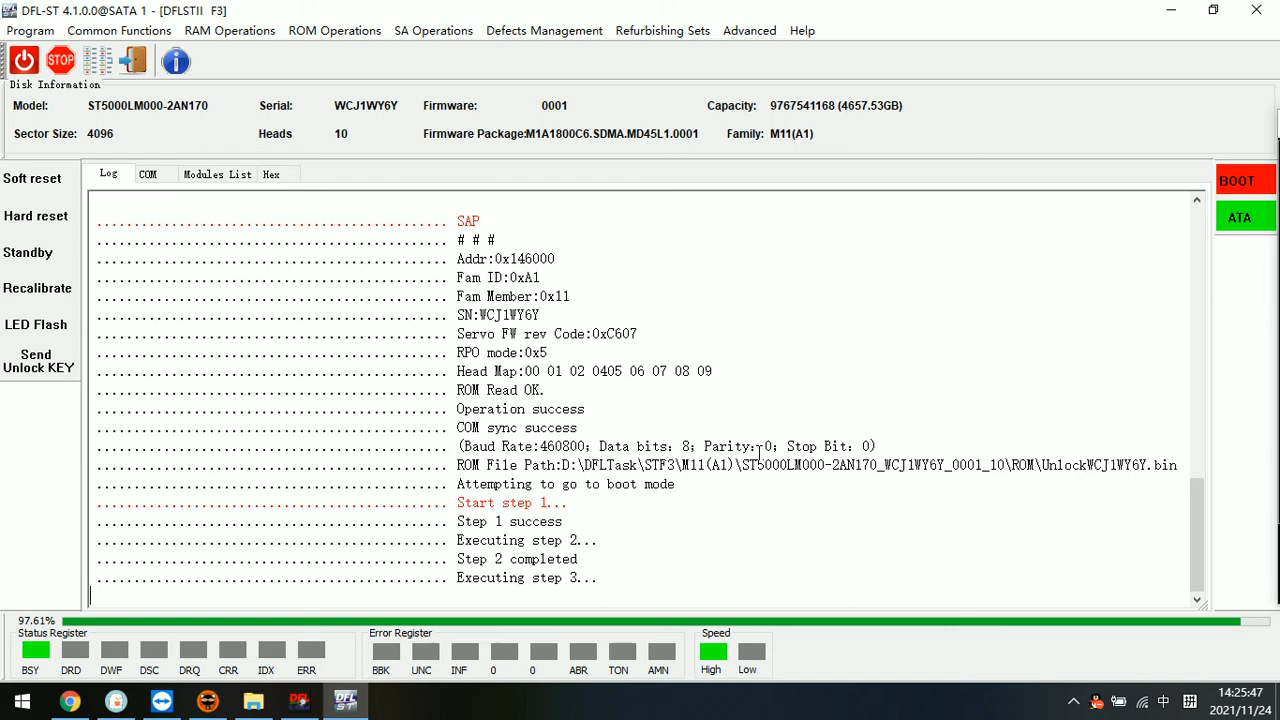 DFL-ST 4.1.0.0@SATA 1 - [DFLSTII F3]
Program Common Functions RAM Operations ROM Operations SA Operations Defects Management Refurbishing Sets Advanced Help
STOP
Disk Information
Model: ST5000LM000-2AN170 Serial: WCJ1WY6Y Firmware: 0001 Capacity: 9767541168 (4657.53GB)
Sector Size: 4096 Heads 10 Firmware Package:M1A1800C6.SDMA.MD45L1.0001 Family: M11(A1)
Log COM Modules List Hex
Soft reset
Hard reset
Standby
Recalibrate
LED Flash
Send
Unlock KEY
............................................... SAP
............................................... # # #
............................................... Addr:0x146000
............................................... Fam ID:0xA1
............................................... Fam Member:0x11
............................................... SN:WCJ1WY6Y
............................................... Servo FW rev Code:0xC607
............................................... RPO mode:0x5
............................................... Head Map:00 01 02 0405 06 07 08 09
............................................... ROM Read OK.
............................................... Operation success
............................................... COM sync success
............................................... (Baud Rate:460800; Data bits: 8; Parity: 0; Stop Bit: 0)
............................................... ROM File Path:D:\DFLTask\STF3\M11(A1)\ST5000LM000-2AN170_WCJ1WY6Y_0001_10\ROM\UnlockWCJ1WY6Y.bin
............................................... Attempting to go to boot mode
............................................... Start step 1...
............................................... Step 1 success
............................................... Executing step 2...
............................................... Step 2 completed
............................................... Executing step 3...
BOOT
ATA
97.61%
Status Register Error Register Speed
BSY DRD DWF DSC DRQ CRR IDX ERR BBK UNC INF 0 0 ABR TON AMN High Low
DFL DFL ST
中 拼
14:25:47
2021/11/24